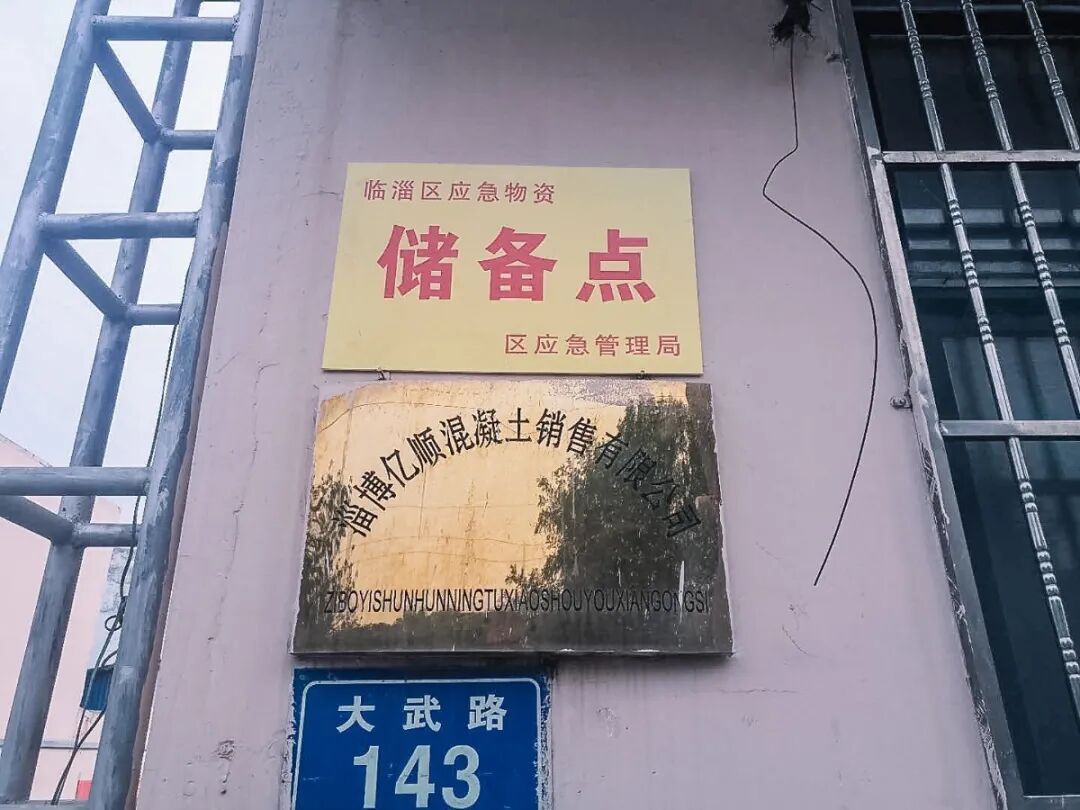 临淄区应急物资
储备点
区应急管理局
淄博亿顺混凝土销售有限公司
ZIBOYISHUNHUNNINGTUXIAOSHOUYOUXIANGONGSI
大武路
143